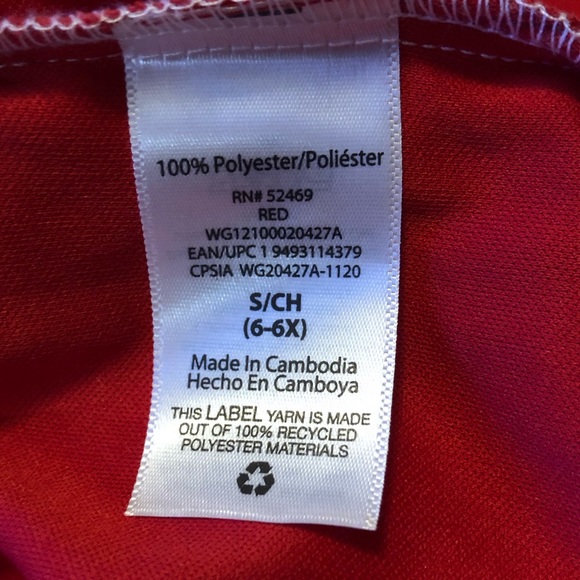 100% Polyester/Poliéster
RN# 52469
RED
WG12100020427A
EAN/UPC 1 9493114379
CPSIA WG20427A-1120
S/CH
(6-6X)
Made In Cambodia
Hecho En Camboya
THIS LABEL YARN IS MADE
OUT OF 100% RECYCLED
POLYESTER MATERIALS